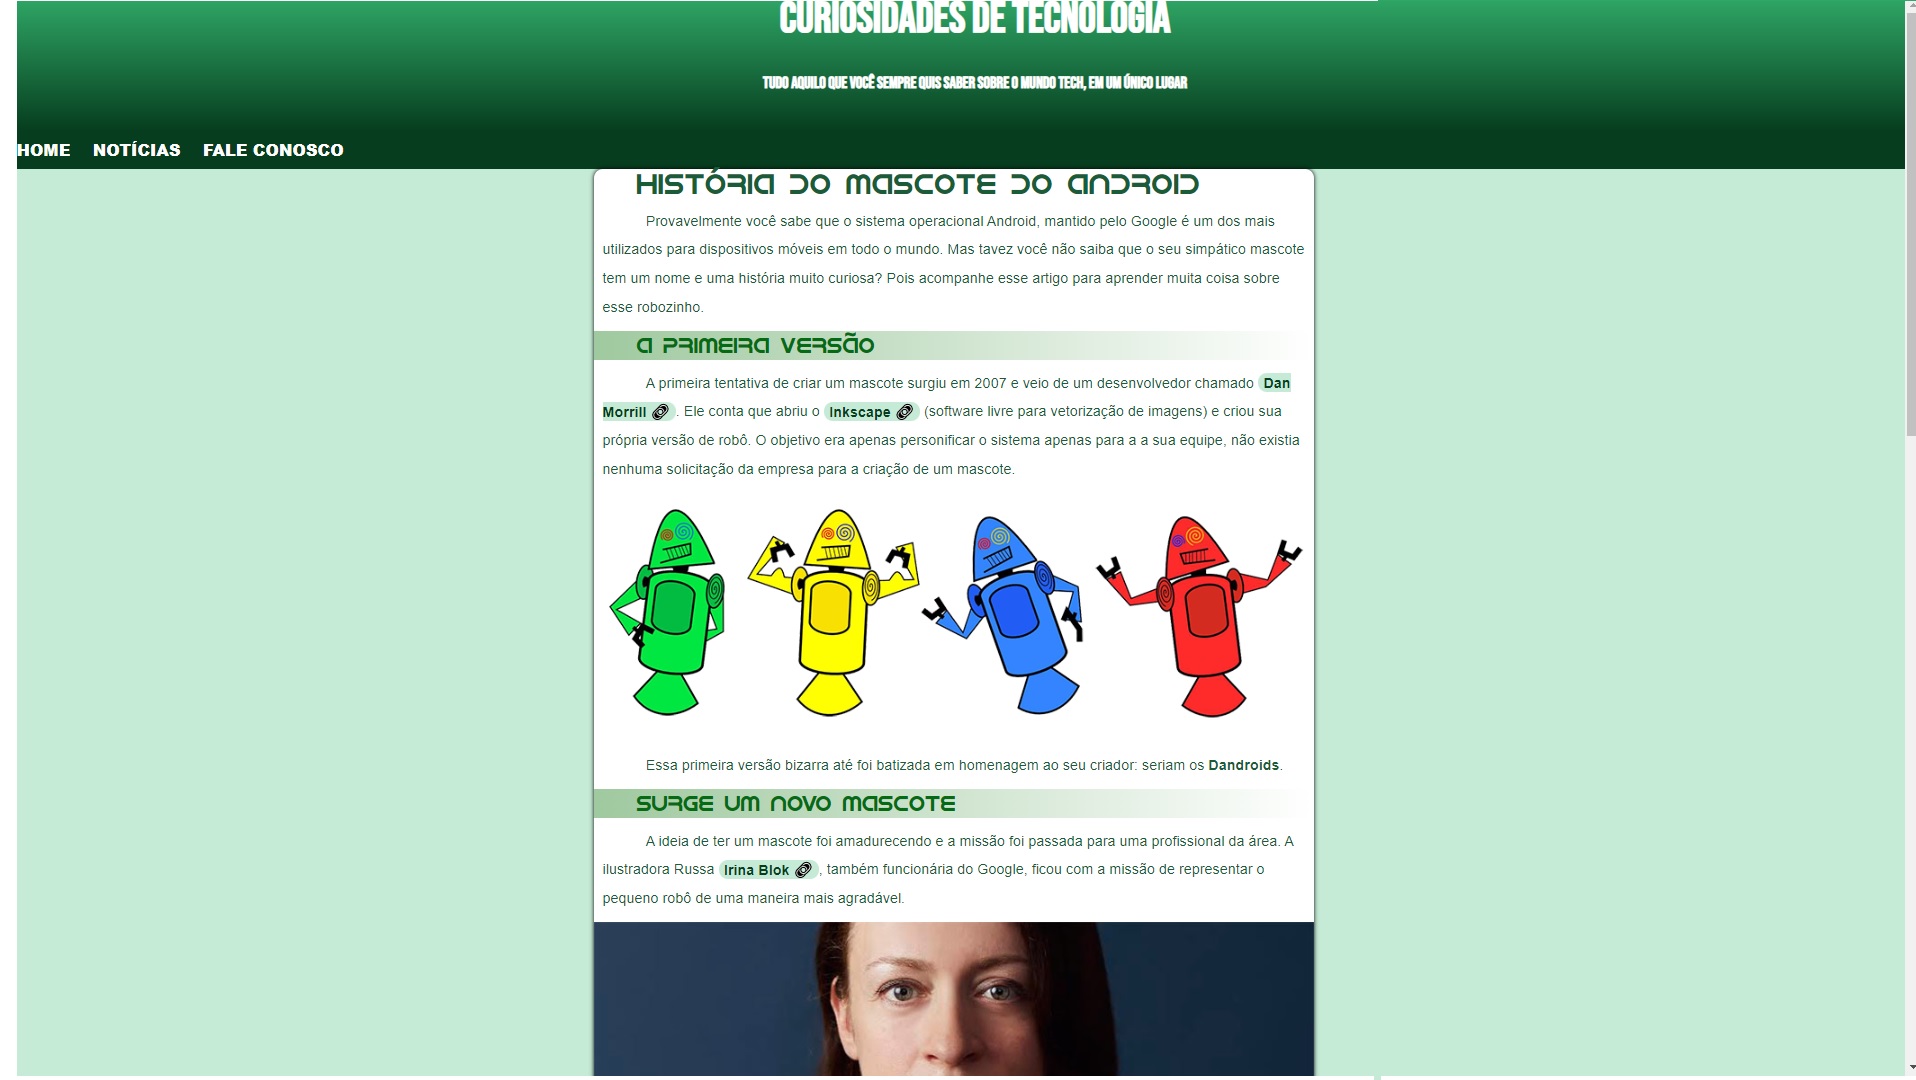 CURIOSIDADES DE TECNOLOGIA
TUDO AQUILO QUE VOCÊ SEMPRE QUIS SABER SOBRE O MUNDO TECH, EM UM ÚNICO LUGAR
HOME NOTÍCIAS FALE CONOSCO
HISTÓRIA DO MASCOTE DO ANDROID
Provavelmente você sabe que o sistema operacional Android, mantido pelo Google é um dos mais
utilizados para dispositivos móveis em todo o mundo. Mas tavez você não saiba que o seu simpático mascote
tem um nome e uma história muito curiosa? Pois acompanhe esse artigo para aprender muita coisa sobre
esse robozinho.
A PRIMEIRA VERSÃO
A primeira tentativa de criar um mascote surgiu em 2007 e veio de um desenvolvedor chamado Dan
Morrill. Ele conta que abriu o Inkscape (software livre para vetorização de imagens) e criou sua
própria versão de robô. O objetivo era apenas personificar o sistema apenas para a a sua equipe, não existia
nenhuma solicitação da empresa para a criação de um mascote.
Essa primeira versão bizarra até foi batizada em homenagem ao seu criador: seriam os Dandroids.
SURGE UM NOVO MASCOTE
A ideia de ter um mascote foi amadurecendo e a missão foi passada para uma profissional da área. A
ilustradora Russa Irina Blok, também funcionária do Google, ficou com a missão de representar o
pequeno robô de uma maneira mais agradável.